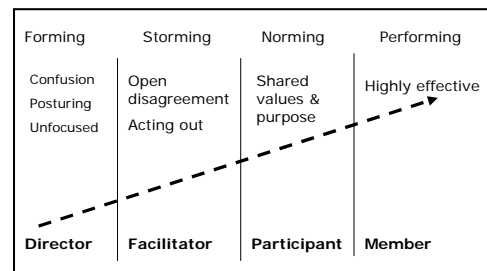 Forming Storming Norming Performing
Confusion
Posturing
Unfocused
Open
disagreement
Acting out
Shared
values &
purpose
Highly effective
Director Facilitator Participant Member